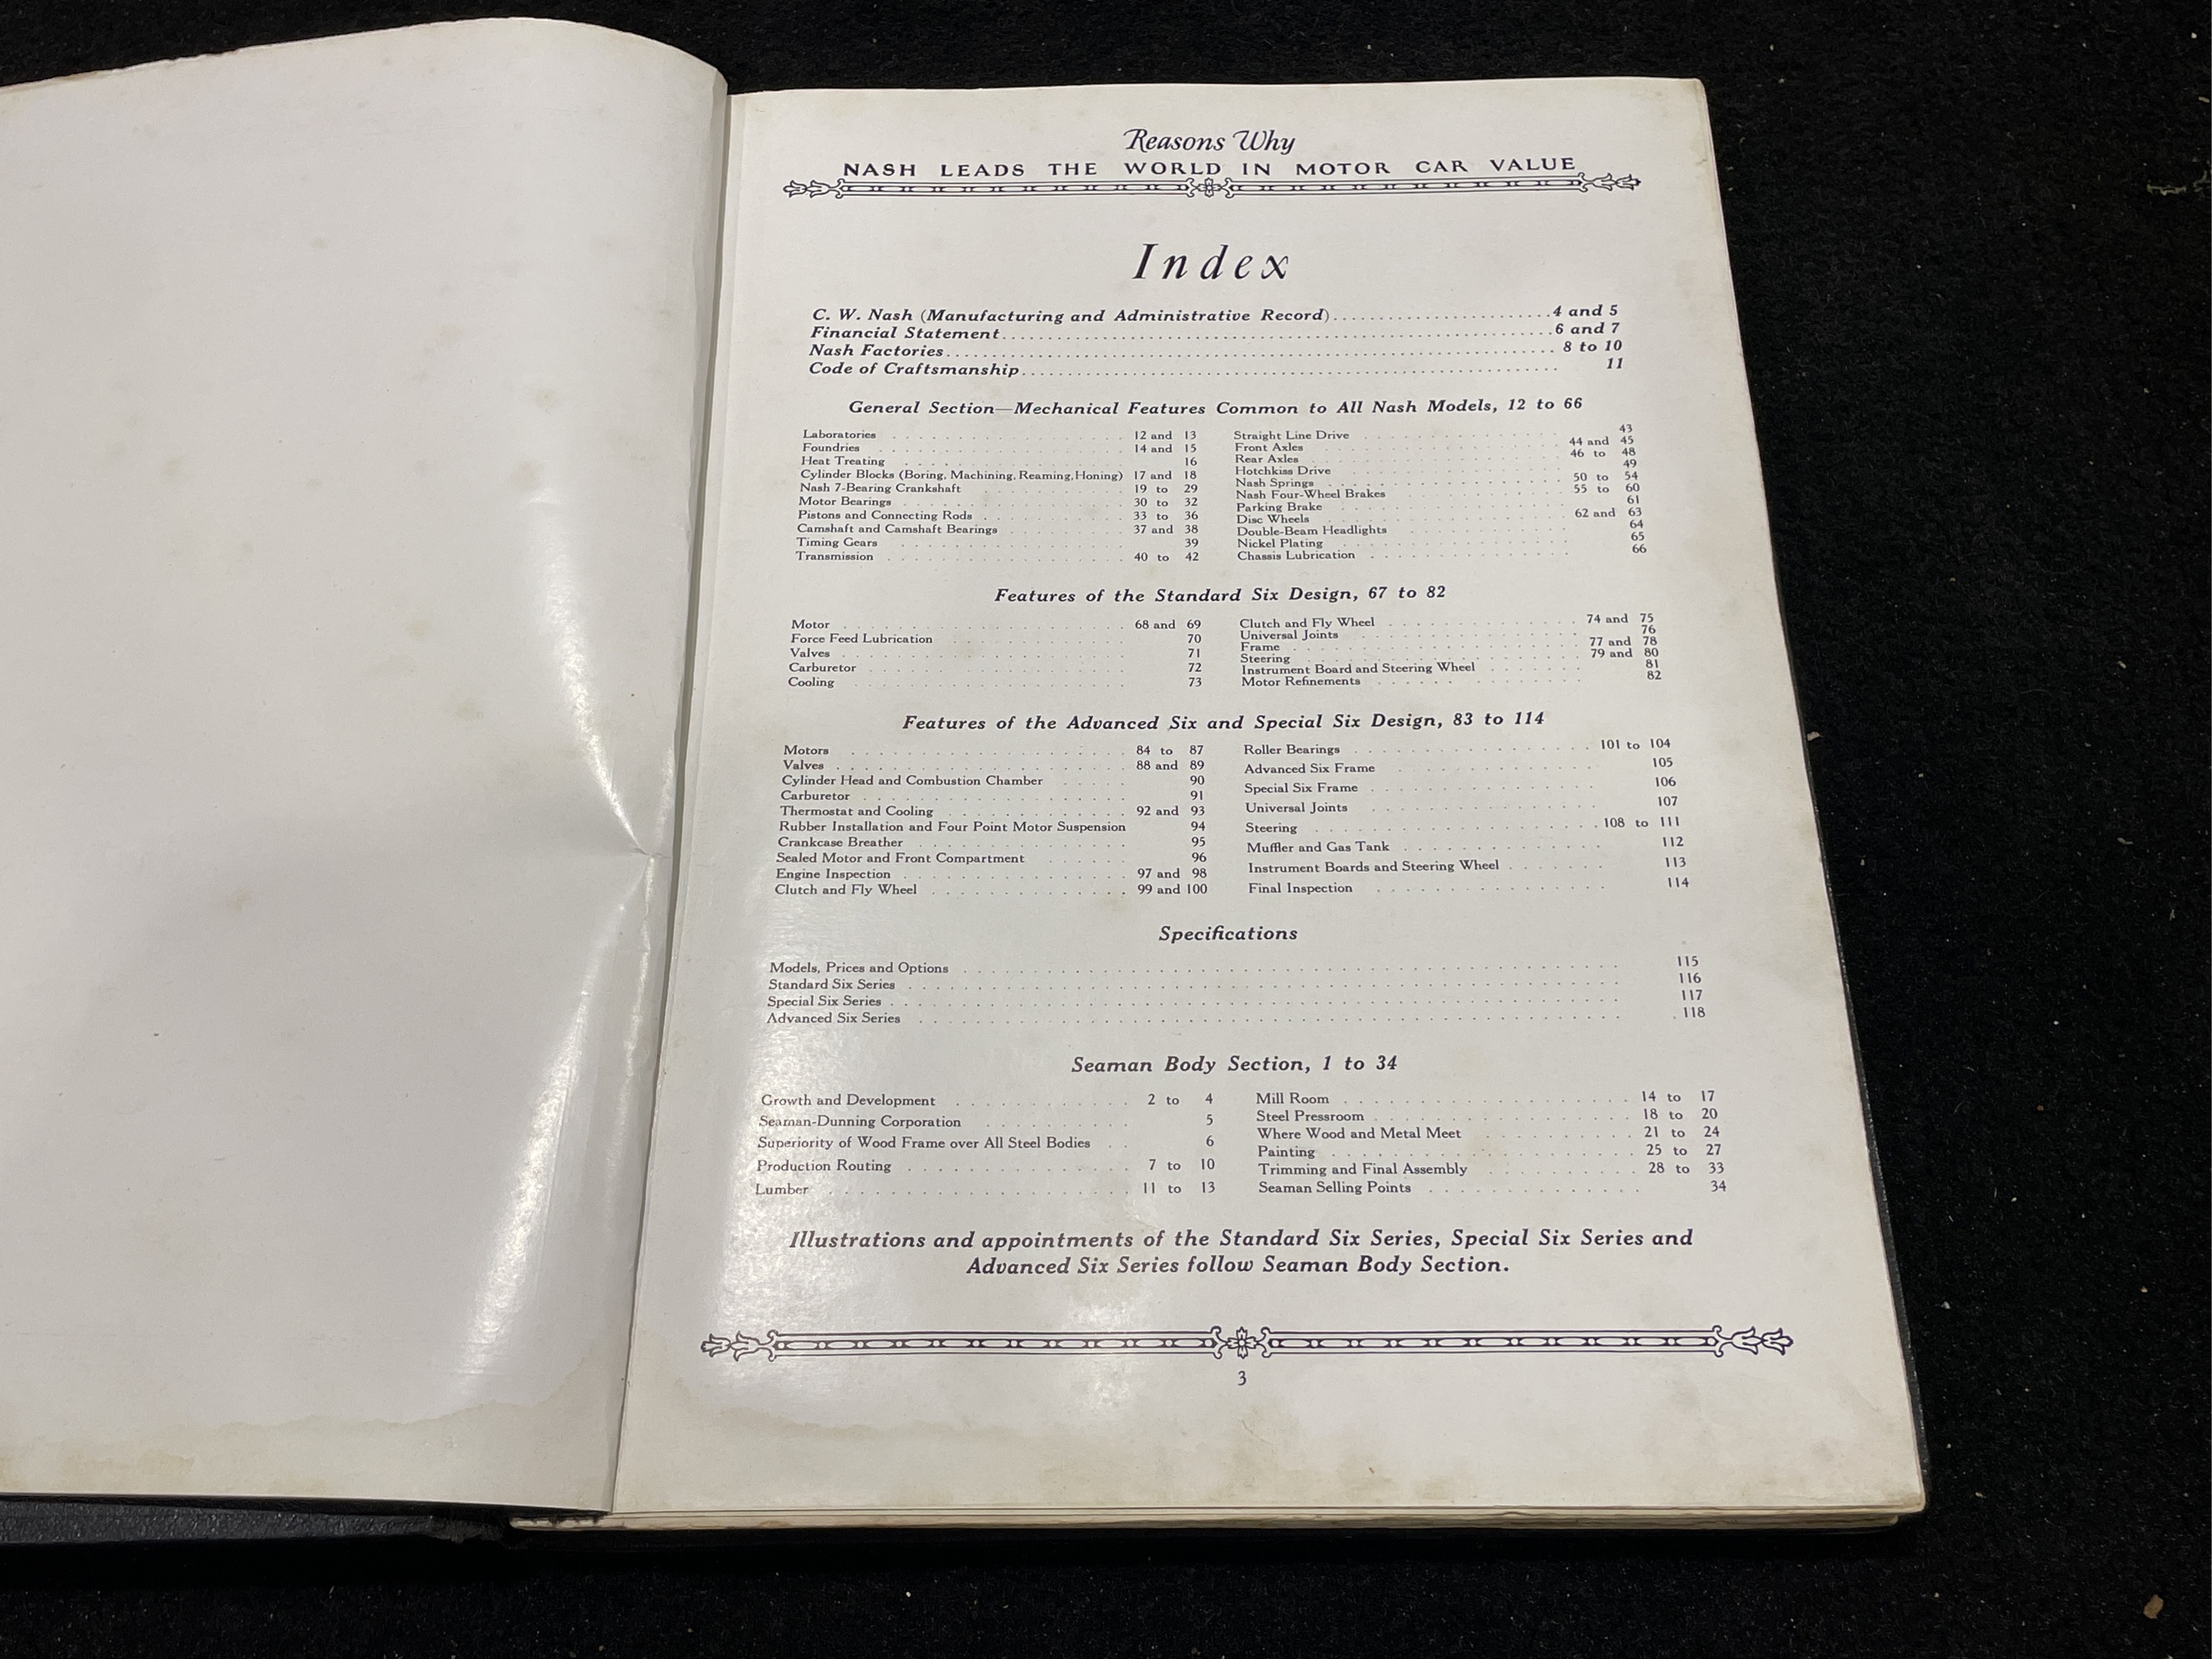 Reasons Why
NASH LEADS THE WORLD IN MOTOR CAR VALUE
Index
C. W. Nash (Manufacturing and Administrative Record) 4 and 5
Financial Statement 6 and 7
Nash Factories 8 to 10
Code of Craftsmanship 11
General Section—Mechanical Features Common to All Nash Models, 12 to 66
Laboratories 12 and 13
Foundries 14 and 15
Heat Treating 16
Cylinder Blocks (Boring, Machining, Reaming, Honing) 17 and 18
Nash 7-Bearing Crankshaft 19 to 29
Motor Bearings 30 to 32
Pistons and Connecting Rods 33 to 36
Camshaft and Camshaft Bearings 37 and 38
Timing Gears 39
Transmission 40 to 42
Straight Line Drive 43
Front Axles 44 and 45
Rear Axles 46 to 48
Hotchkiss Drive 49
Nash Springs 50 to 54
Nash Four-Wheel Brakes 55 to 60
Parking Brake 61
Disc Wheels 62 and 63
Double-Beam Headlights 64
Nickel Plating 65
Chassis Lubrication 66
Features of the Standard Six Design, 67 to 82
Motor 68 and 69
Force Feed Lubrication 70
Valves 71
Carburetor 72
Cooling 73
Clutch and Fly Wheel 74 and 75
Universal Joints 76
Frame 77 and 78
Steering 79 and 80
Instrument Board and Steering Wheel 81
Motor Refinements 82
Features of the Advanced Six and Special Six Design, 83 to 114
Motors 84 to 87
Valves 88 and 89
Cylinder Head and Combustion Chamber 90
Carburetor 91
Thermostat and Cooling 92 and 93
Rubber Installation and Four Point Motor Suspension 94
Crankcase Breather 95
Sealed Motor and Front Compartment 96
Engine Inspection 97 and 98
Clutch and Fly Wheel 99 and 100
Roller Bearings 101 to 104
Advanced Six Frame 105
Special Six Frame 106
Universal Joints 107
Steering 108 to 111
Muffler and Gas Tank 112
Instrument Boards and Steering Wheel 113
Final Inspection 114
Specifications
Models, Prices and Options 115
Standard Six Series 116
Special Six Series 117
Advanced Six Series 118
Seaman Body Section, 1 to 34
Growth and Development 2 to 4
Seaman-Dunning Corporation 5
Superiority of Wood Frame over All Steel Bodies 6
Production Routing 7 to 10
Lumber 11 to 13
Mill Room 14 to 17
Steel Pressroom 18 to 20
Where Wood and Metal Meet 21 to 24
Painting 25 to 27
Trimming and Final Assembly 28 to 33
Seaman Selling Points 34
Illustrations and appointments of the Standard Six Series, Special Six Series and
Advanced Six Series follow Seaman Body Section.
3